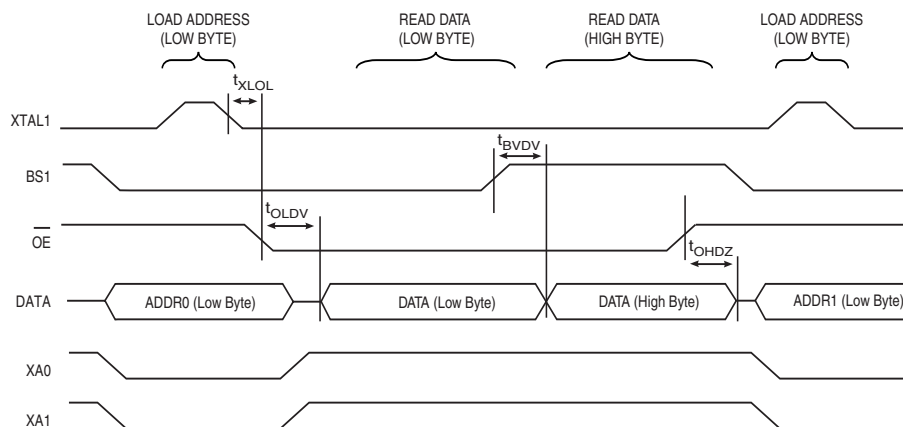 LOAD ADDRESS
(LOW BYTE)
READ DATA
(LOW BYTE)
READ DATA
(HIGH BYTE)
LOAD ADDRESS
(LOW BYTE)
tXLOL
XTAL1
tBVDV
BS1
tOLDV
OE
tOHDZ
DATA
ADDR0 (Low Byte)
DATA (Low Byte)
DATA (High Byte)
ADDR1 (Low Byte)
XA0
XA1